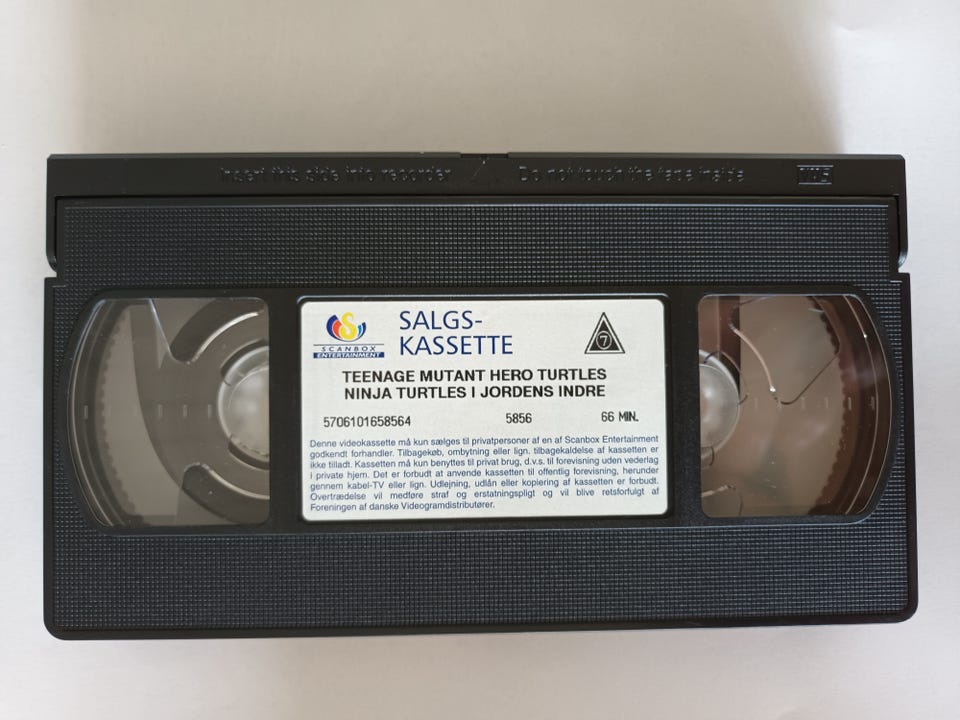 Insert this side into recorder Do not touch the tape inside VHS
SCANBOX
ENTERTAINMENT
SALGS-
KASSETTE
7
TEENAGE MUTANT HERO TURTLES
NINJA TURTLES I JORDENS INDRE
5706101658564 5856 66 MIN.
Denne videokassette må kun sælges til privatpersoner af en af Scanbox Entertainment
godkendt forhandler. Tilbagekøb, ombytning eller lign. tilbagekaldelse af kassetten er
ikke tilladt. Kassetten må kun benyttes til privat brug, d.v.s. til forevisning uden vederlag
i private hjem. Det er forbudt at anvende kassetten til offentlig forevisning, herunder
gennem kabel-TV eller lign. Udlejning, udlån eller kopiering af kassetten er forbudt.
Overtrædelse vil medføre straf og erstatningspligt og vil blive retsforfulgt af
Foreningen af danske Videogramdistributører.